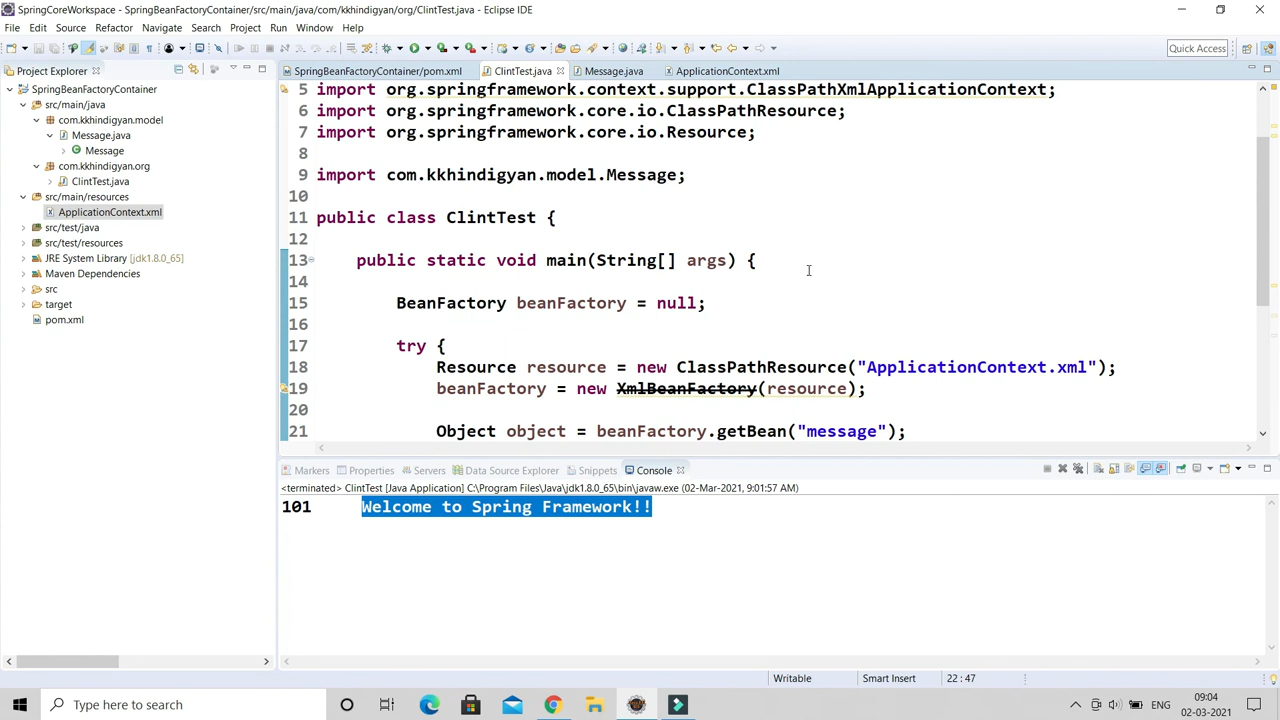 SpringCoreWorkspace - SpringBeanFactoryContainer/src/main/java/com/kkhindigyan/org/ClintTest.java - Eclipse IDE
File Edit Source Refactor Navigate Search Project Run Window Help
Quick Access
Project Explorer
SpringBeanFactoryContainer
src/main/java
com.kkhindigyan.model
Message.java
Message
com.kkhindigyan.org
ClintTest.java
src/main/resources
ApplicationContext.xml
src/test/java
src/test/resources
JRE System Library [jdk1.8.0_65]
Maven Dependencies
src
target
pom.xml
SpringBeanFactoryContainer/pom.xml ClintTest.java Message.java ApplicationContext.xml
5 import org.springframework.context.support.ClassPathXmlApplicationContext;
6 import org.springframework.core.io.ClassPathResource;
7 import org.springframework.core.io.Resource;
8
9 import com.kkhindigyan.model.Message;
10
11 public class ClintTest {
12
13 public static void main(String[] args) {
14
15 BeanFactory beanFactory = null;
16
17 try {
18 Resource resource = new ClassPathResource("ApplicationContext.xml");
19 beanFactory = new XmlBeanFactory(resource);
20
21 Object object = beanFactory.getBean("message");
Markers Properties Servers Data Source Explorer Snippets Console
<terminated> ClintTest [Java Application] C:\Program Files\Java\jdk1.8.0_65\bin\javaw.exe (02-Mar-2021, 9:01:57 AM)
101 Welcome to Spring Framework!!
Writable Smart Insert 22 : 47
Type here to search
ENG
09:04
02-03-2021